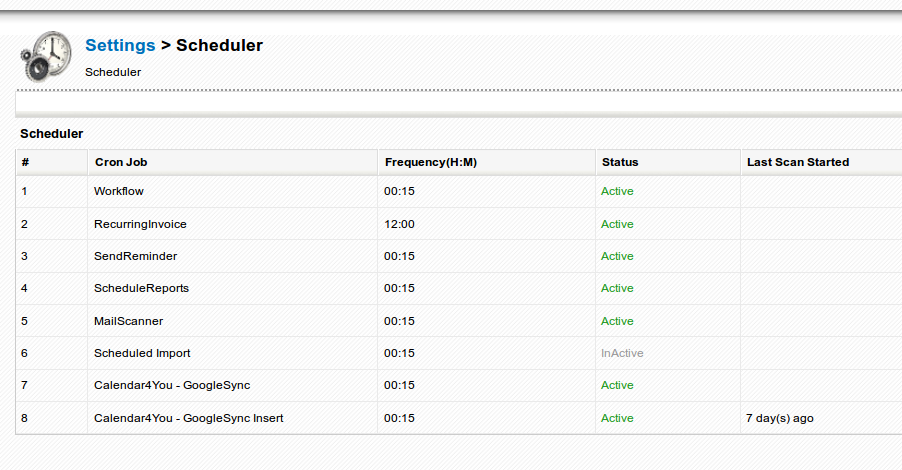 Settings > Scheduler
Scheduler
Scheduler
# Cron Job Frequency(H:M) Status Last Scan Started
1 Workflow 00:15 Active
2 RecurringInvoice 12:00 Active
3 SendReminder 00:15 Active
4 ScheduleReports 00:15 Active
5 MailScanner 00:15 Active
6 Scheduled Import 00:15 InActive
7 Calendar4You - GoogleSync 00:15 Active
8 Calendar4You - GoogleSync Insert 00:15 Active 7 day(s) ago